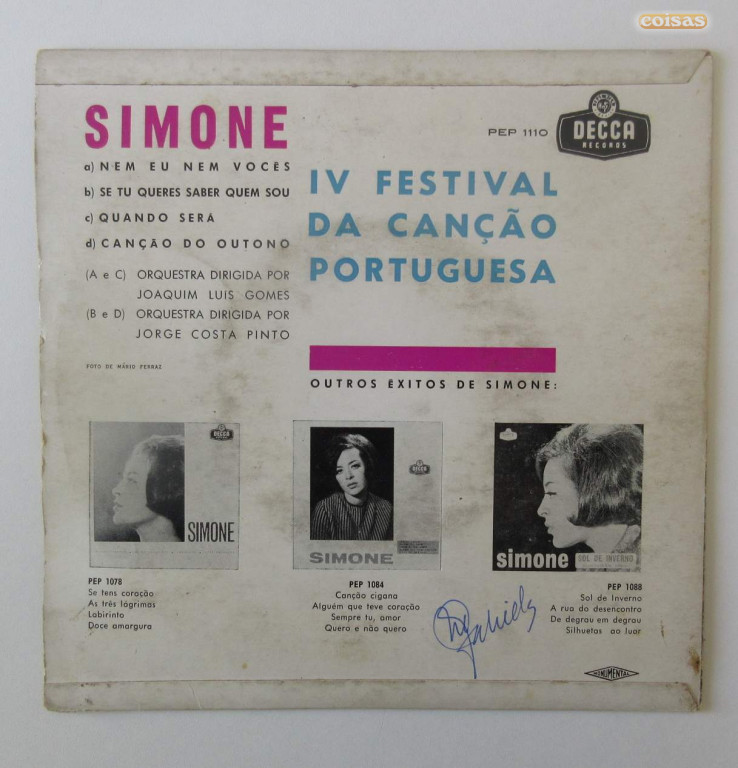 coisas
SIMONE
a) NEM EU NEM VOCÊS
b) SE TU QUERES SABER QUEM SOU
c) QUANDO SERÁ
d) CANÇÃO DO OUTONO
(A e C) ORQUESTRA DIRIGIDA POR
JOAQUIM LUIS GOMES
(B e D) ORQUESTRA DIRIGIDA POR
JORGE COSTA PINTO
FOTO DE MÁRIO FERRAZ
PEP 1110
DECCA
RECORDS
IV FESTIVAL
DA CANÇÃO
PORTUGUESA
OUTROS ÊXITOS DE SIMONE:
DECCA
SIMONE
PEP 1078
Se tens coração
As três lágrimas
Labirinto
Doce amargura
DECCA
SIMONE
PEP 1084
Canção cigana
Alguém que teve coração
Sempre tu, amor
Quero e não quero
simone
SOL DE INVERNO
PEP 1088
Sol de Inverno
A rua do desencontro
De degrau em degrau
Silhuetas ao luar
MONUMENTAL